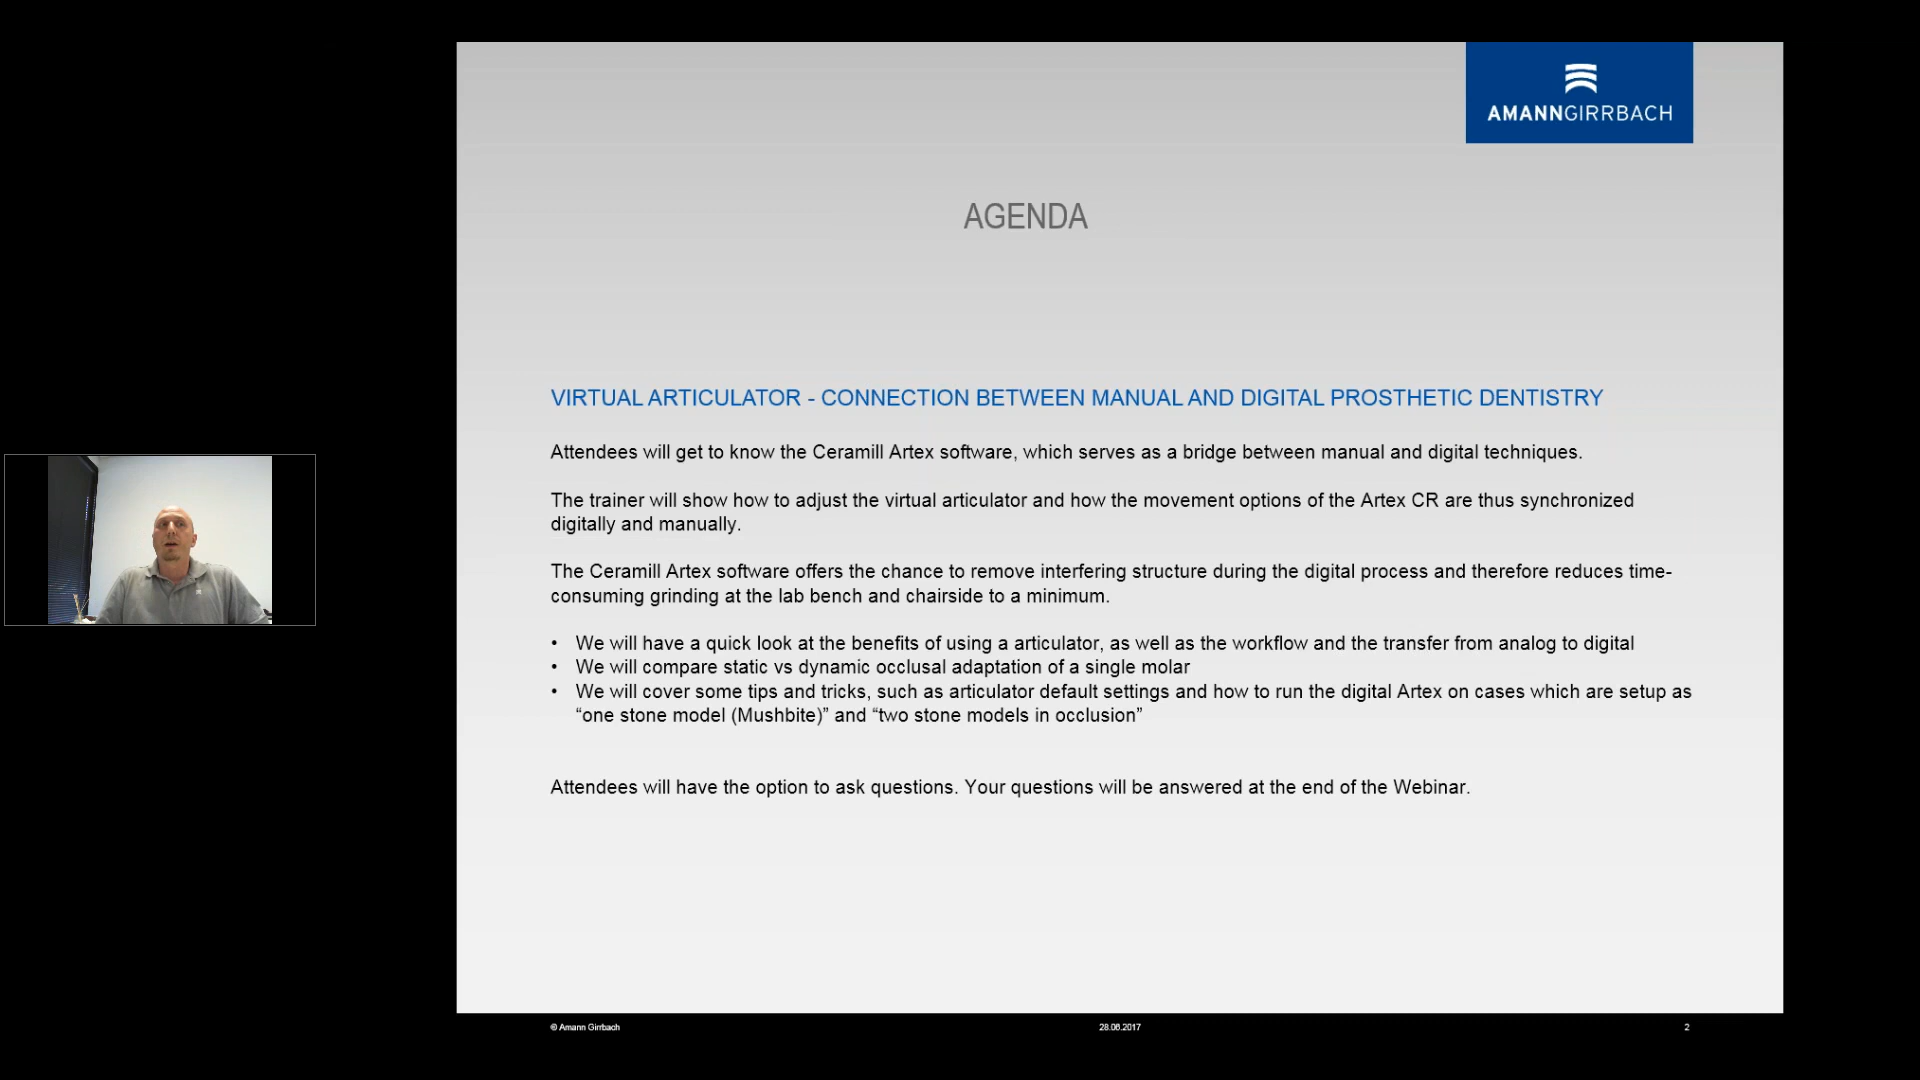 AMANNGIRRBACH
AGENDA
VIRTUAL ARTICULATOR - CONNECTION BETWEEN MANUAL AND DIGITAL PROSTHETIC DENTISTRY
Attendees will get to know the Ceramill Artex software, which serves as a bridge between manual and digital techniques.
The trainer will show how to adjust the virtual articulator and how the movement options of the Artex CR are thus synchronized
digitally and manually.
The Ceramill Artex software offers the chance to remove interfering structure during the digital process and therefore reduces time-
consuming grinding at the lab bench and chairside to a minimum.
• We will have a quick look at the benefits of using a articulator, as well as the workflow and the transfer from analog to digital
• We will compare static vs dynamic occlusal adaptation of a single molar
• We will cover some tips and tricks, such as articulator default settings and how to run the digital Artex on cases which are setup as
“one stone model (Mushbite)” and “two stone models in occlusion”
Attendees will have the option to ask questions. Your questions will be answered at the end of the Webinar.
© Amann Girrbach
28.06.2017
2